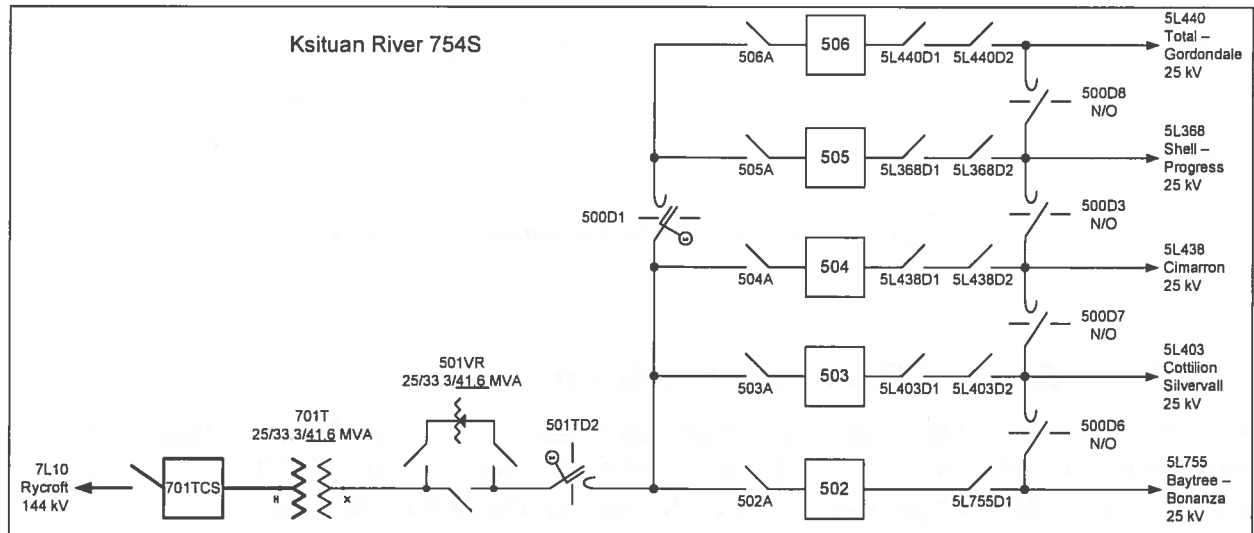 Ksituan River 754S
506A
506
5L440D1
5L440D2
5L440
Total –
Gordondale
25 kV
500D8
N/O
505A
505
5L368D1
5L368D2
5L368
Shell –
Progress
25 kV
500D1
500D3
N/O
504A
504
5L438D1
5L438D2
5L438
Cimarron
25 kV
500D7
N/O
503A
503
5L403D1
5L403D2
5L403
Cottilion
Silvervall
25 kV
501VR
25/33 3/41.6 MVA
701T
25/33 3/41.6 MVA
501TD2
500D6
N/O
7L10
Rycroft
144 kV
701TCS
H
X
502A
502
5L755D1
5L755
Baytree –
Bonanza
25 kV